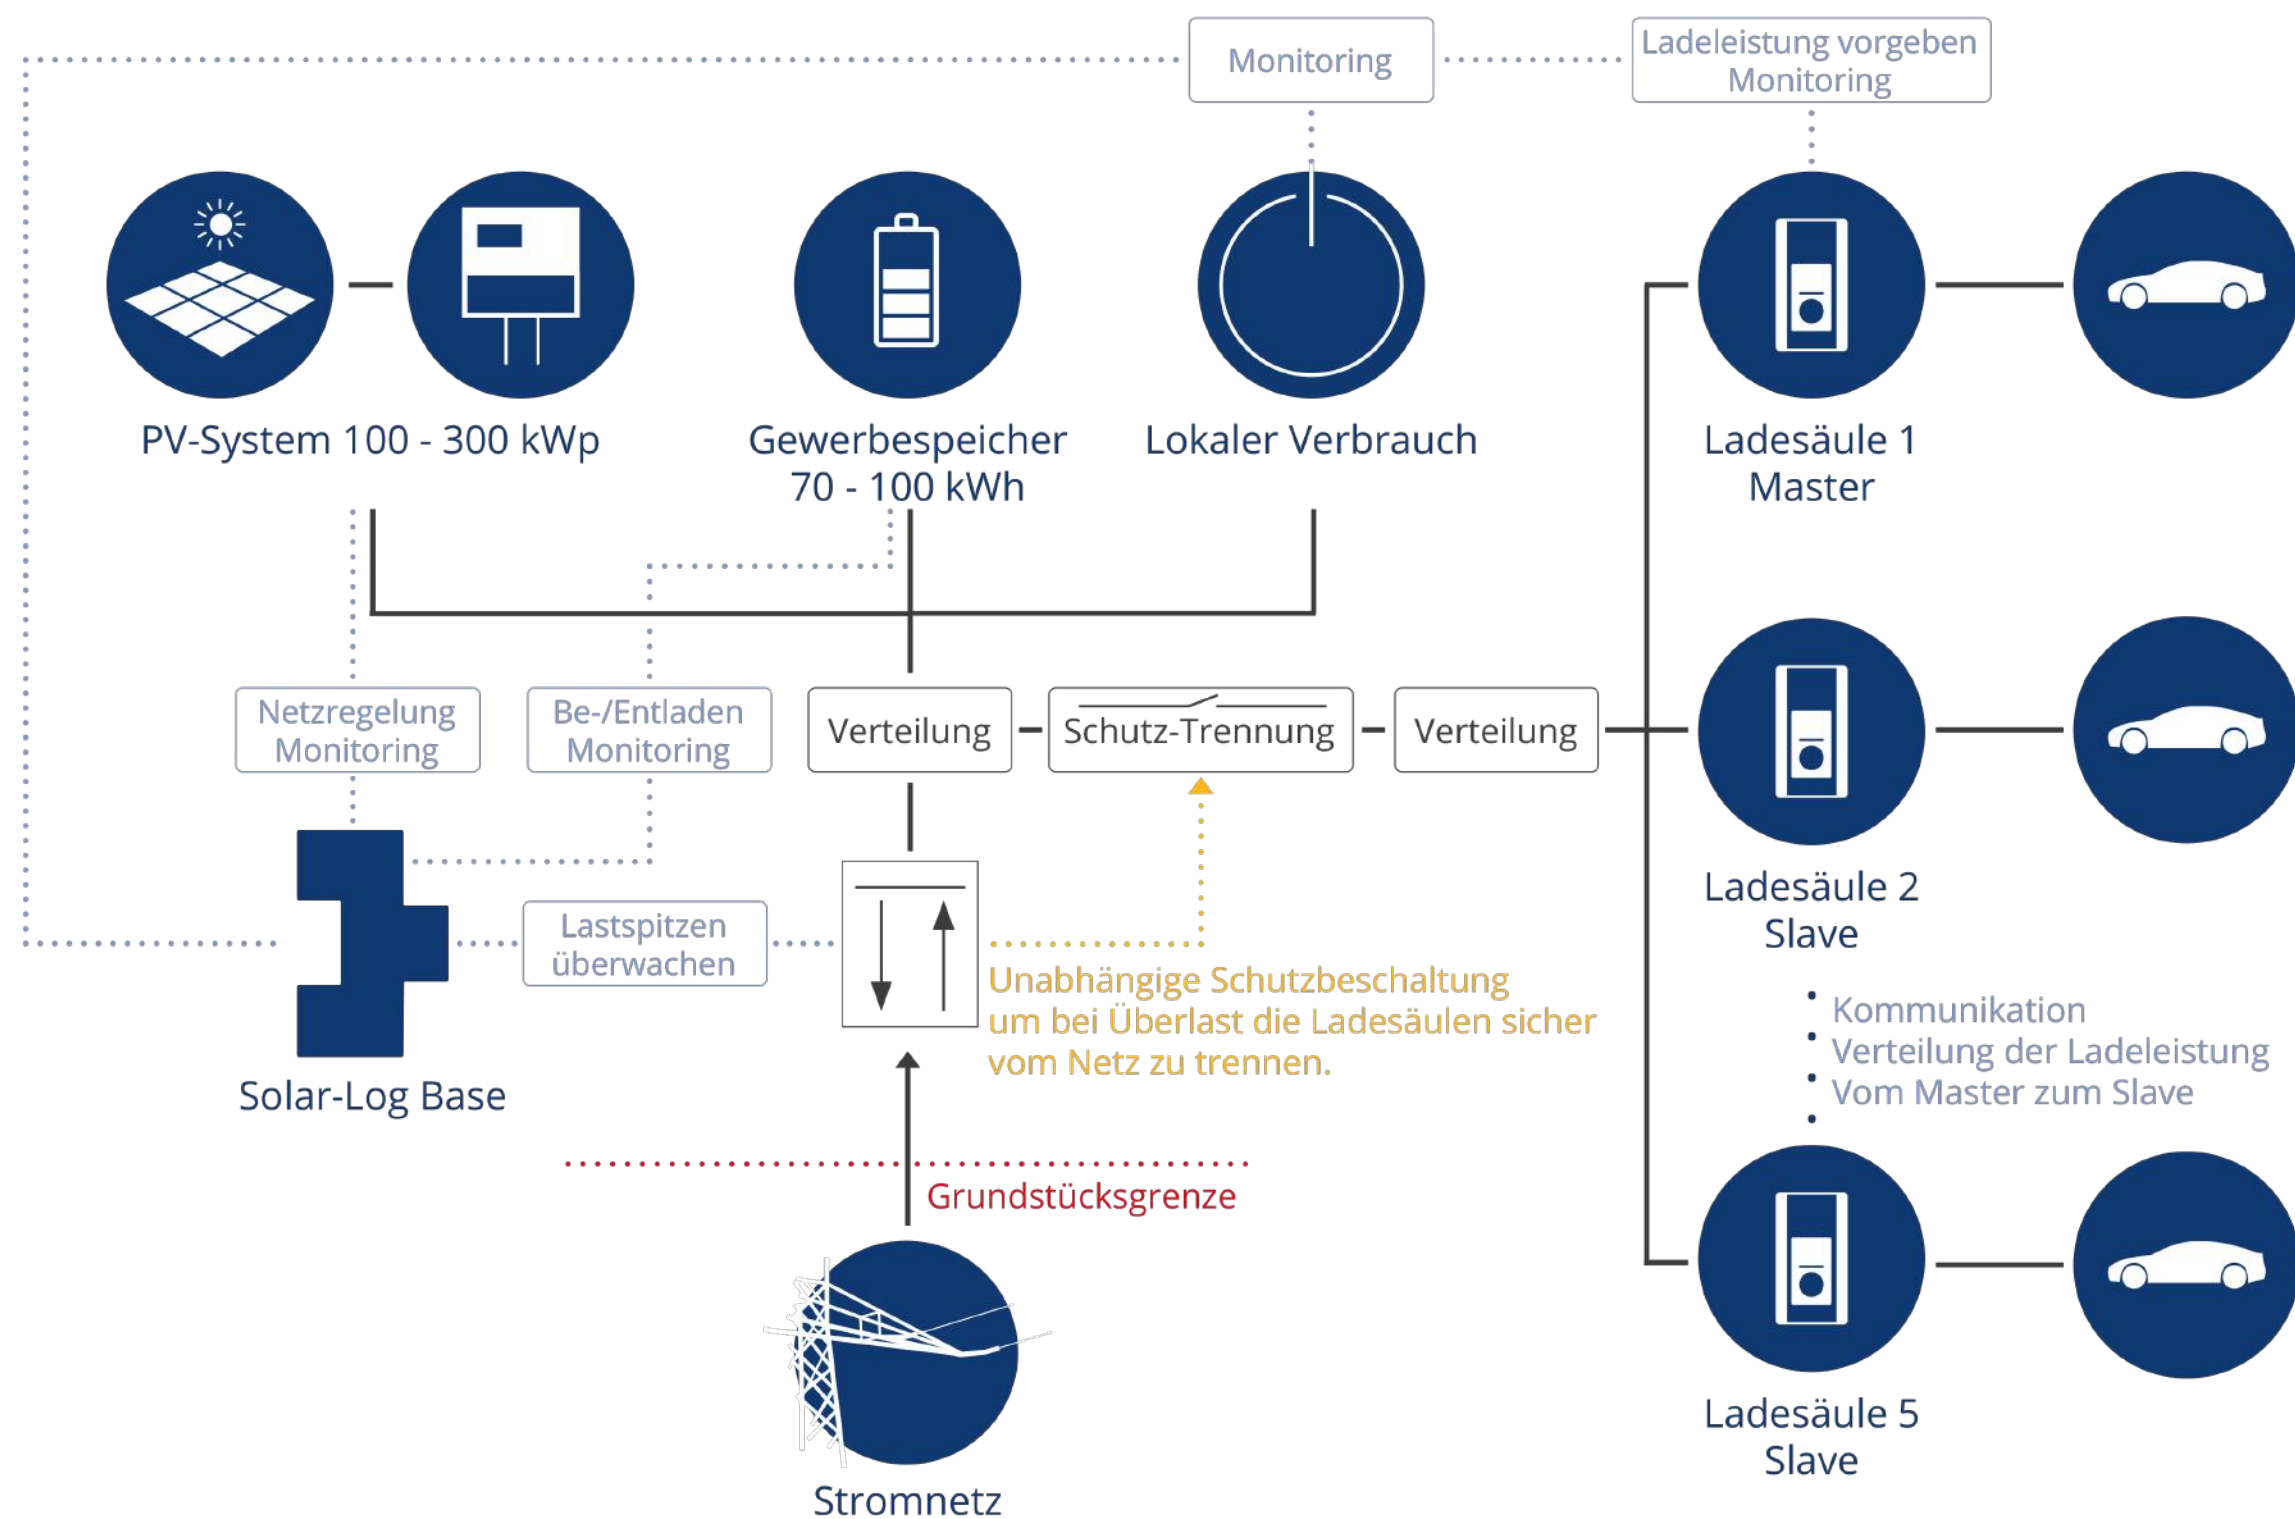 Monitoring
Ladeleistung vorgeben
Monitoring
PV-System 100 - 300 kWp
Gewerbespeicher
70 - 100 kWh
Lokaler Verbrauch
Ladesäule 1
Master
Netzregelung
Monitoring
Be-/Entladen
Monitoring
Verteilung
Schutz-Trennung
Verteilung
Ladesäule 2
Slave
Lastspitzen
überwachen
Unabhängige Schutzbeschaltung
um bei Überlast die Ladesäulen sicher
vom Netz zu trennen.
Kommunikation
Verteilung der Ladeleistung
Vom Master zum Slave
Solar-Log Base
Grundstücksgrenze
Ladesäule 5
Slave
Stromnetz